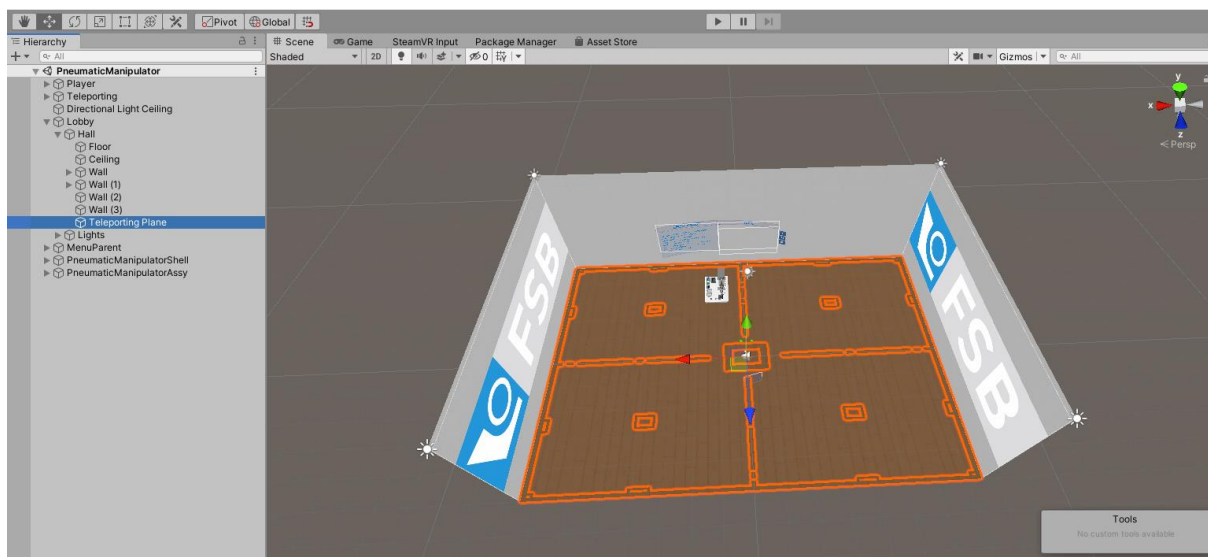 Pivot Global
Hierarchy
All
PneumaticManipulator
Player
Teleporting
Directional Light Ceiling
Lobby
Hall
Floor
Ceiling
Wall
Wall (1)
Wall (2)
Wall (3)
Teleporting Plane
Lights
MenuParent
PneumaticManipulatorShell
PneumaticManipulatorAssy
Scene Game SteamVR Input Package Manager Asset Store
Shaded 2D 0 Gizmos All
y
x
z
Persp
FSB
FSB
Tools
No custom tools available